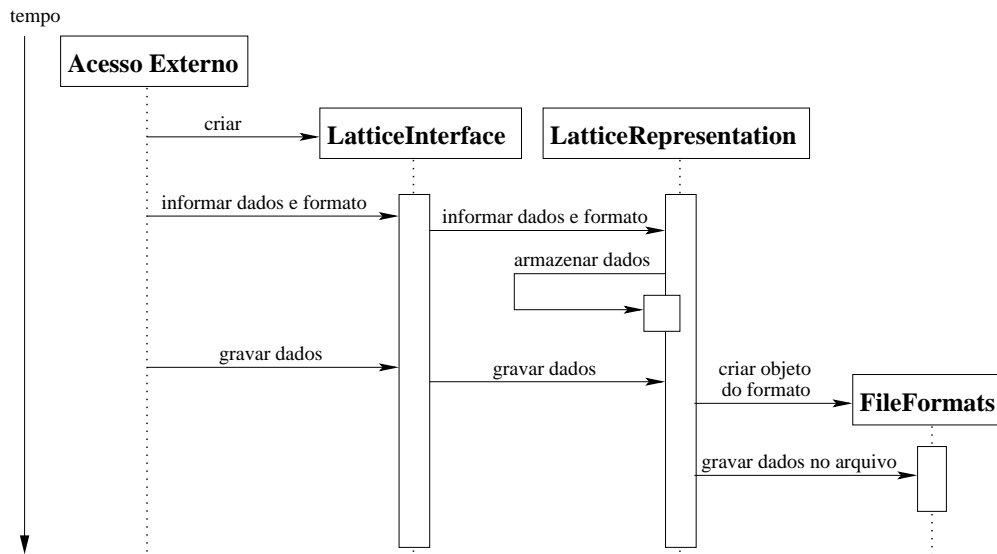 tempo
Acesso Externo
criar
LatticeInterface
LatticeRepresentation
informar dados e formato
informar dados e formato
armazenar dados
gravar dados
gravar dados
criar objeto
do formato
FileFormats
gravar dados no arquivo